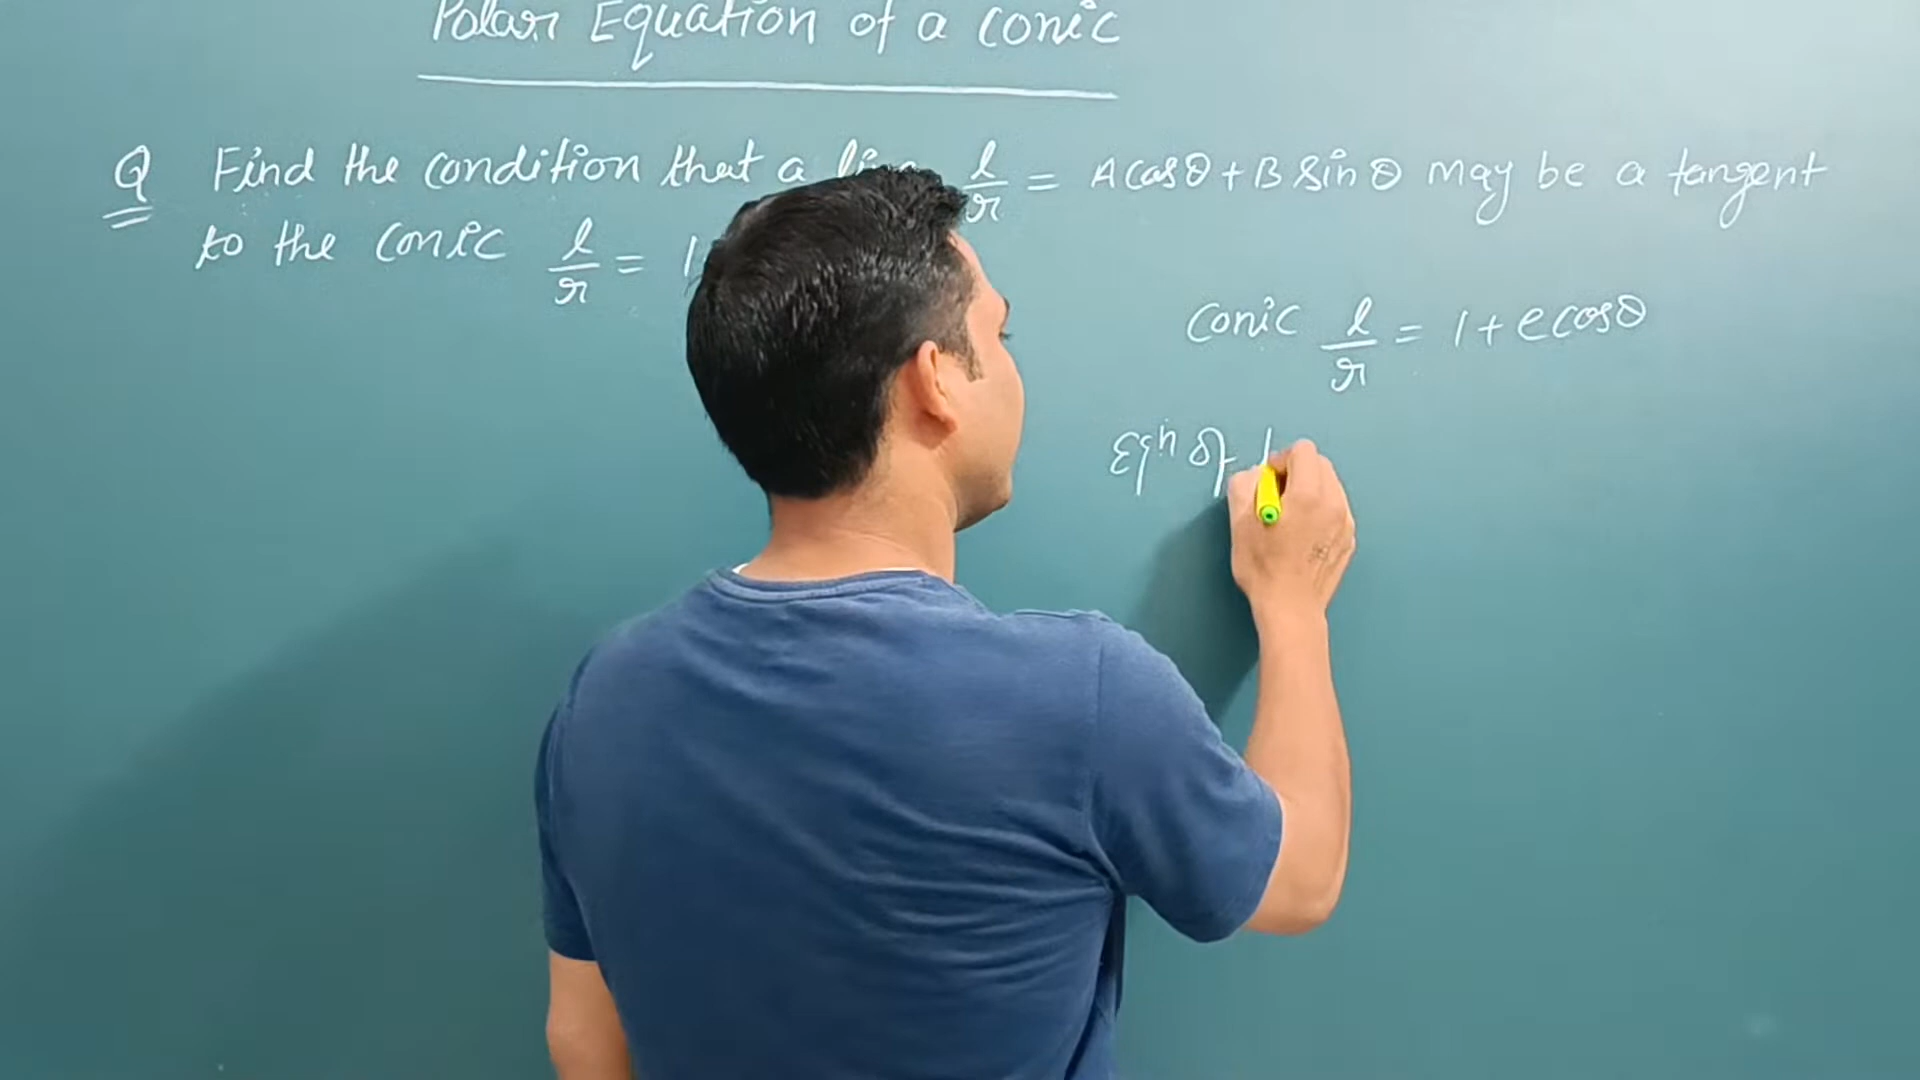 Polar Equation of a conic
Q Find the condition that a l/r = A cosθ + B sinθ may be a tangent
to the conic l/r = 1
conic l/r = 1 + e cosθ
Eqn of